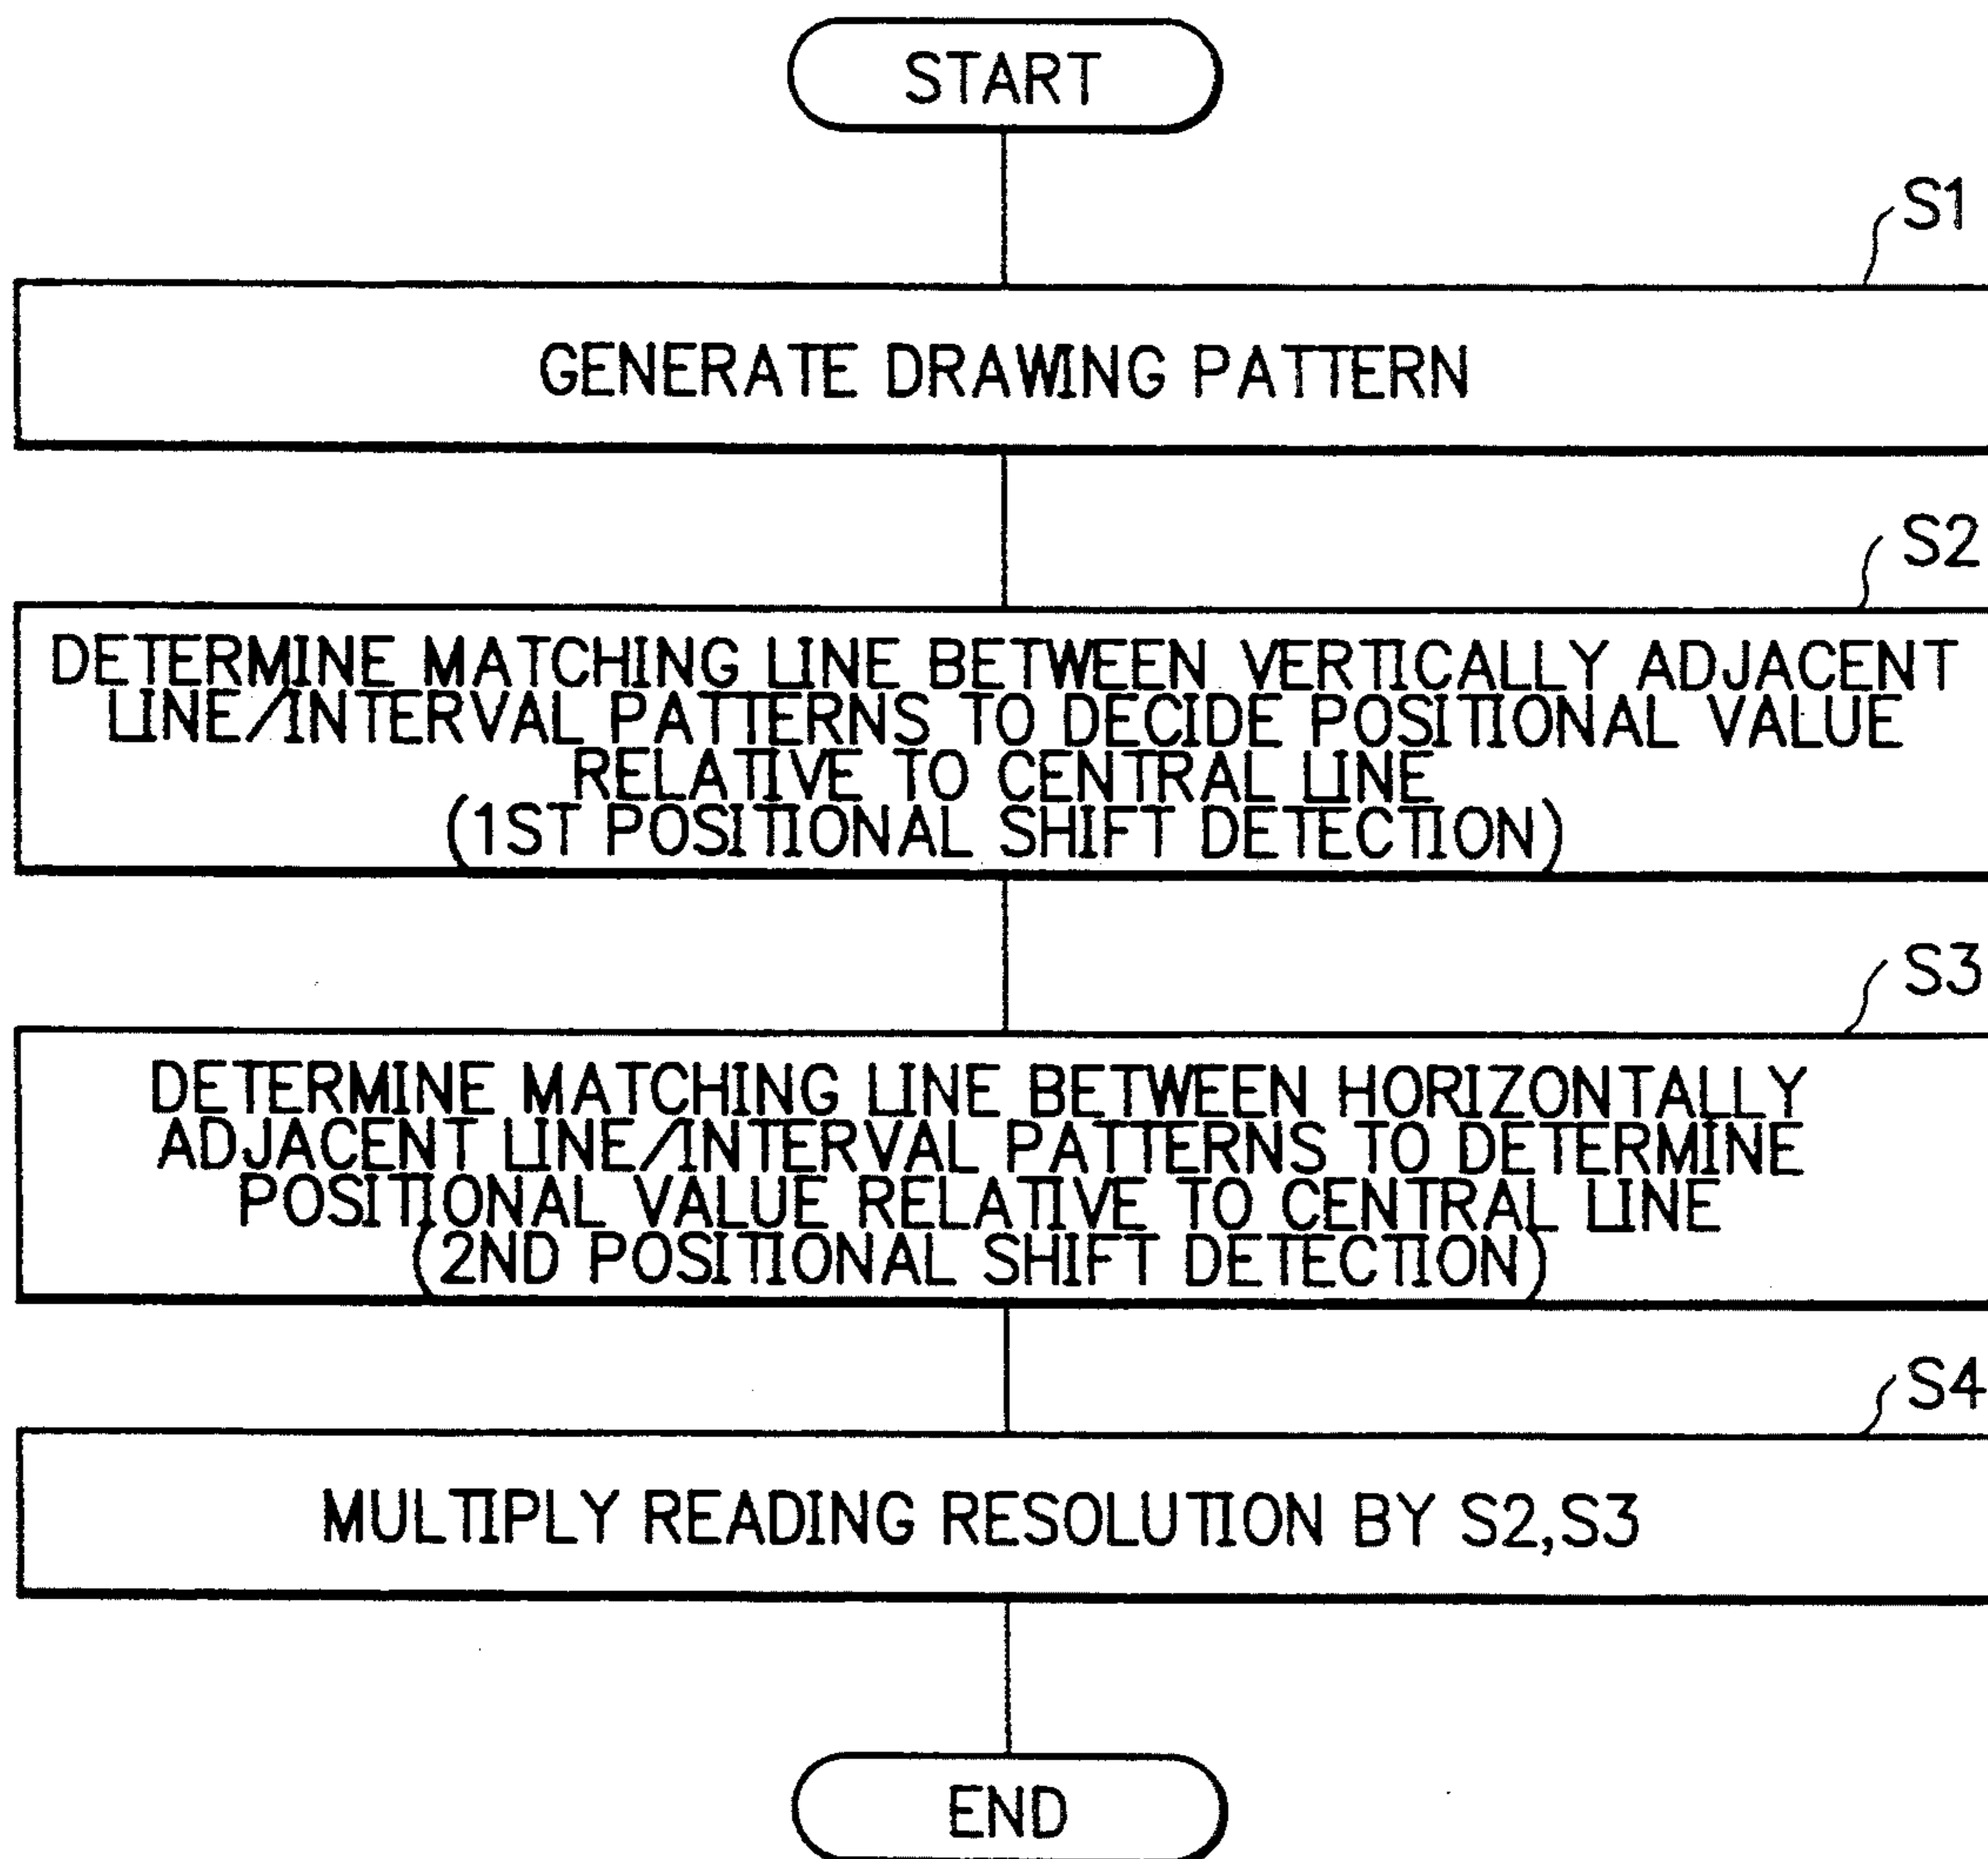 START
S1
GENERATE DRAWING PATTERN
S2
DETERMINE MATCHING LINE BETWEEN VERTICALLY ADJACENT
LINE/INTERVAL PATTERNS TO DECIDE POSITIONAL VALUE
RELATIVE TO CENTRAL LINE
(1ST POSITIONAL SHIFT DETECTION)
S3
DETERMINE MATCHING LINE BETWEEN HORIZONTALLY
ADJACENT LINE/INTERVAL PATTERNS TO DETERMINE
POSITIONAL VALUE RELATIVE TO CENTRAL LINE
(2ND POSITIONAL SHIFT DETECTION)
S4
MULTIPLY READING RESOLUTION BY S2,S3
END